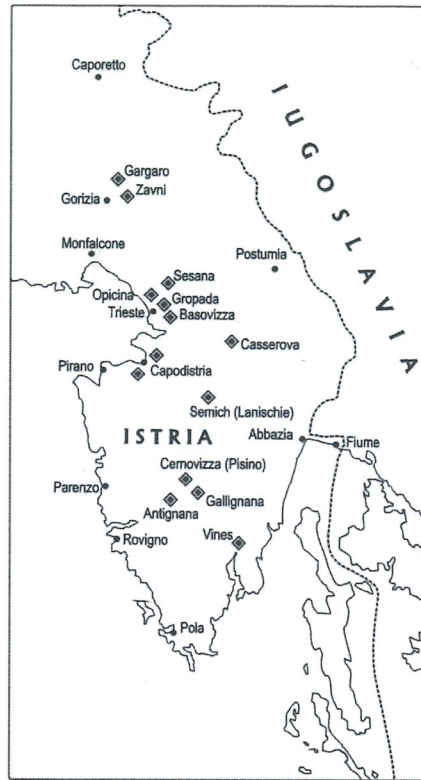 Caporetto
IUGOSLAVIA
Gargaro
Zavni
Gorizia
Monfalcone
Postumia
Sesana
Opicina
Gropada
Trieste
Basovizza
Casserova
Pirano
Capodistria
Semich (Lanischie)
ISTRIA
Abbazia
Fiume
Cernovizza (Pisino)
Parenzo
Gallignana
Antignana
Rovigno
Vines
Pola